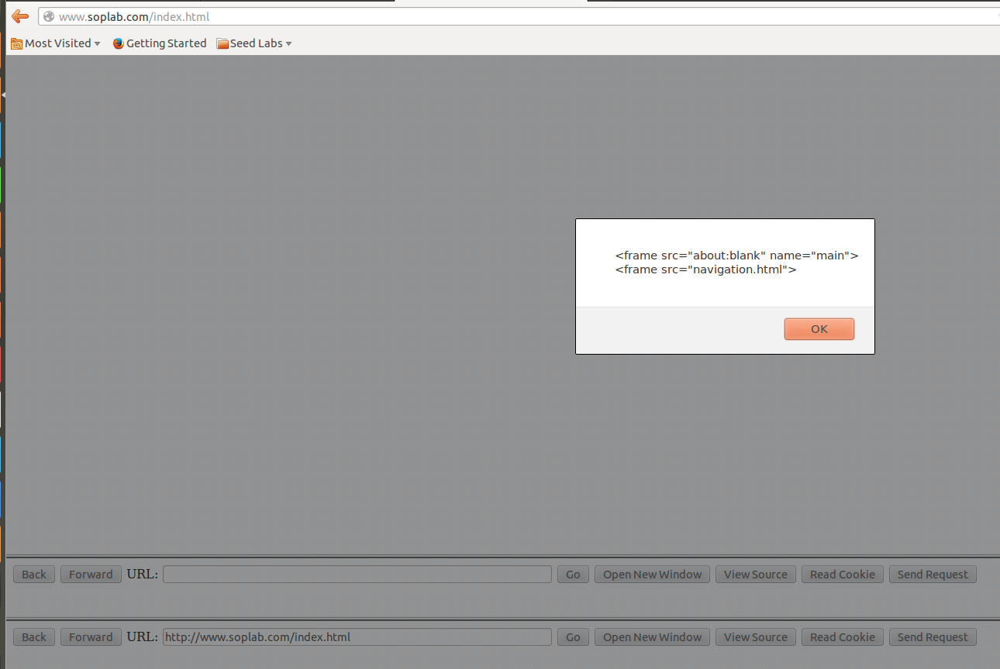 www.soplab.com/index.html
Most Visited Getting Started Seed Labs
<frame src="about:blank" name="main">
<frame src="navigation.html">
OK
Back Forward URL: Go Open New Window View Source Read Cookie Send Request
Back Forward URL: http://www.soplab.com/index.html Go Open New Window View Source Read Cookie Send Request